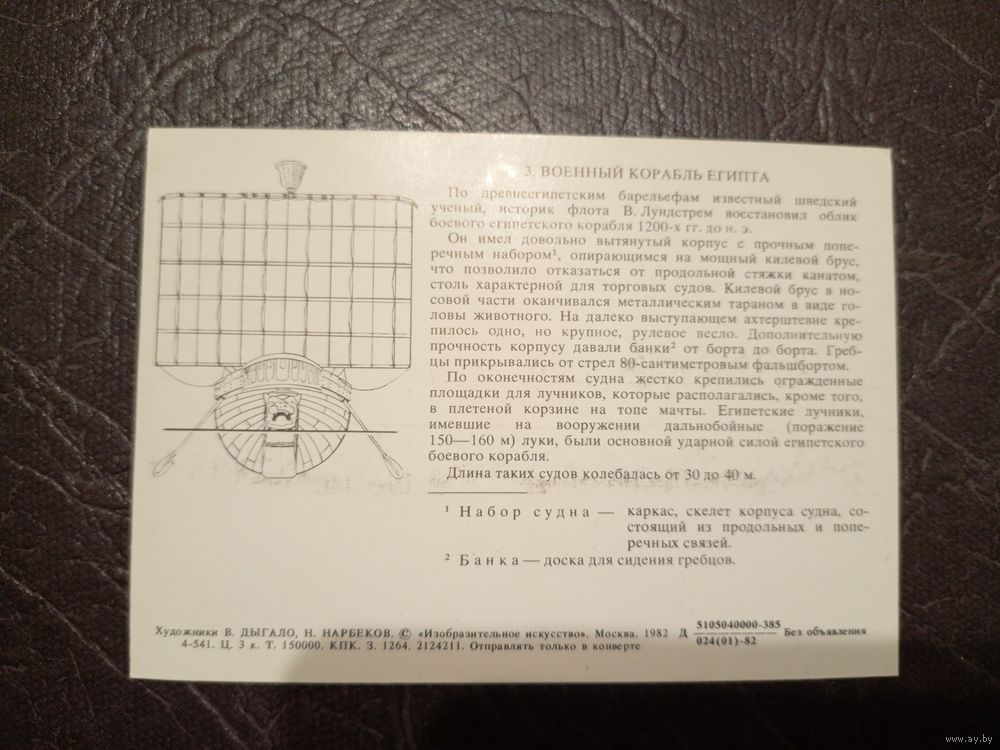 3. ВОЕННЫЙ КОРАБЛЬ ЕГИПТА
По древнеегипетским барельефам известный шведский
ученый, историк флота В. Лундстрем восстановил облик
боевого египетского корабля 1200-х гг. до н. э.
Он имел довольно вытянутый корпус с прочным попе-
речным набором¹, опирающимся на мощный килевой брус,
что позволило отказаться от продольной стяжки канатом,
столь характерной для торговых судов. Килевой брус в но-
совой части оканчивался металлическим тараном в виде го-
ловы животного. На далеко выступающем ахтерштевне кре-
пилось одно, но крупное, рулевое весло. Дополнительную
прочность корпусу давали банки² от борта до борта. Греб-
цы прикрывались от стрел 80-сантиметровым фальшбортом.
По оконечностям судна жестко крепились огражденные
площадки для лучников, которые располагались, кроме того,
в плетеной корзине на топе мачты. Египетские лучники,
имевшие на вооружении дальнобойные (поражение
150—160 м) луки, были основной ударной силой египетского
боевого корабля.
Длина таких судов колебалась от 30 до 40 м.
¹ Набор судна — каркас, скелет корпуса судна, со-
стоящий из продольных и попе-
речных связей.
² Банка — доска для сидения гребцов.
Художники В. ДЫГАЛО, Н. НАРБЕКОВ. © «Изобразительное искусство». Москва. 1982 Д 5105040000-385 Без объявления
024(01)-82
4-541. Ц. 3 к. Т. 150000. КПК. З. 1264. 2124211. Отправлять только в конверте
www.ay.by